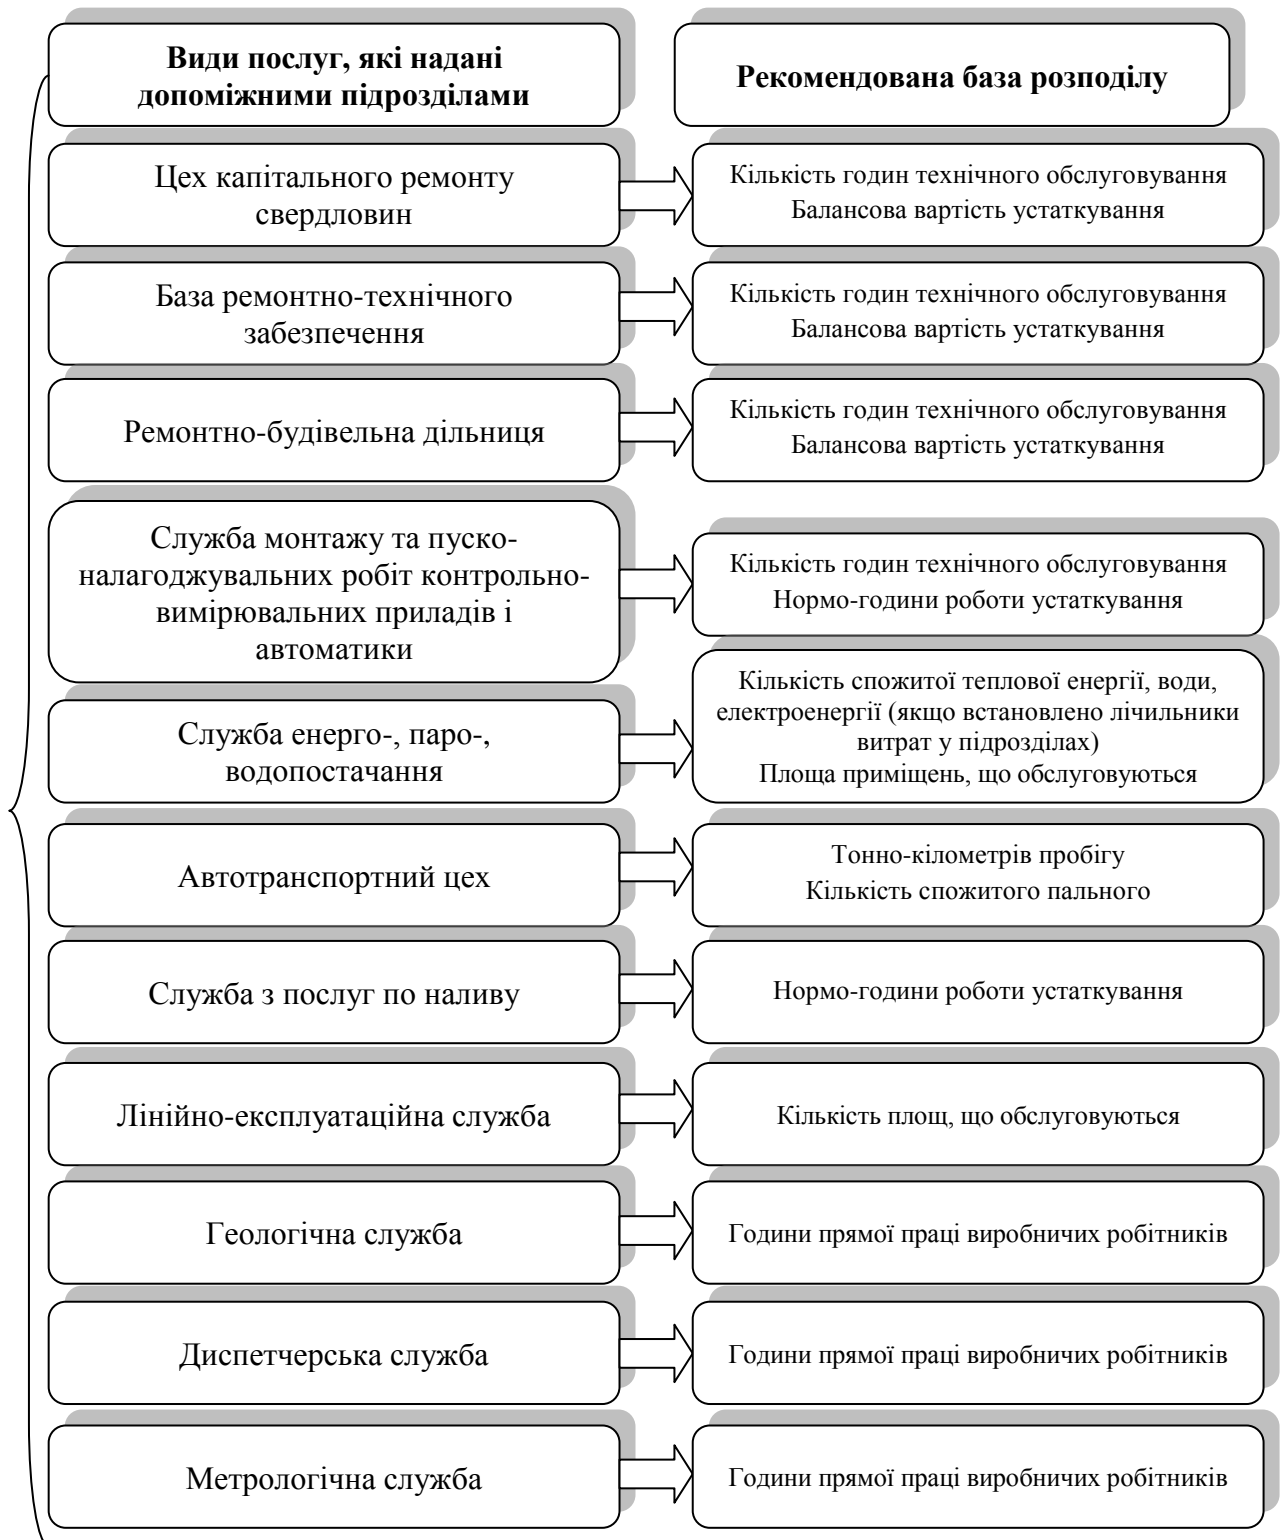 Види послуг, які надані
допоміжними підрозділами
Рекомендована база розподілу
Цех капітального ремонту
свердловин
Кількість годин технічного обслуговування
Балансова вартість устаткування
База ремонтно-технічного
забезпечення
Кількість годин технічного обслуговування
Балансова вартість устаткування
Ремонтно-будівельна дільниця
Кількість годин технічного обслуговування
Балансова вартість устаткування
Служба монтажу та пуско-
налагоджувальних робіт контрольно-
вимірювальних приладів і
автоматики
Кількість годин технічного обслуговування
Нормо-години роботи устаткування
Служба енерго-, паро-,
водопостачання
Кількість спожитої теплової енергії, води,
електроенергії (якщо встановлено лічильники
витрат у підрозділах)
Площа приміщень, що обслуговуються
Автотранспортний цех
Тонно-кілометрів пробігу
Кількість спожитого пального
Служба з послуг по наливу
Нормо-години роботи устаткування
Лінійно-експлуатаційна служба
Кількість площ, що обслуговуються
Геологічна служба
Години прямої праці виробничих робітників
Диспетчерська служба
Години прямої праці виробничих робітників
Метрологічна служба
Години прямої праці виробничих робітників